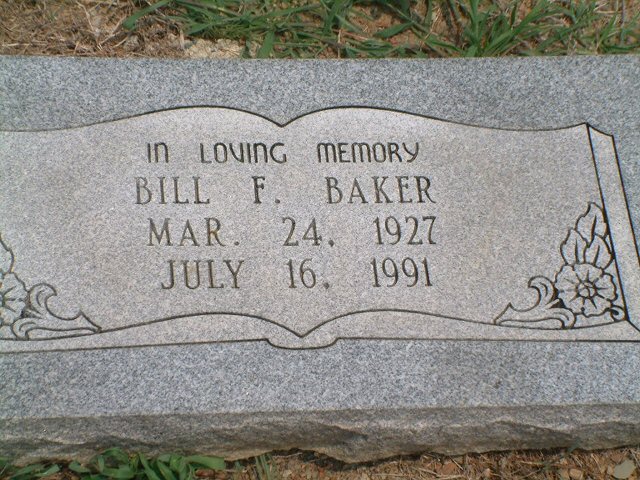 IN LOVING MEMORY
BILL F. BAKER
MAR. 24, 1927
JULY 16, 1991